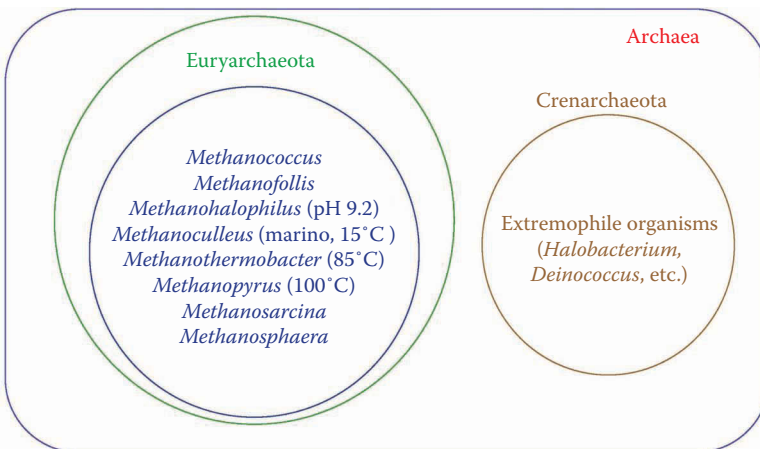 Archaea
Euryarchaeota
Methanococcus
Methanofollis
Methanohalophilus (pH 9.2)
Methanoculleus (marino, 15˚C )
Methanothermobacter (85˚C)
Methanopyrus (100˚C)
Methanosarcina
Methanosphaera
Crenarchaeota
Extremophile organisms
(Halobacterium,
Deinococcus, etc.)